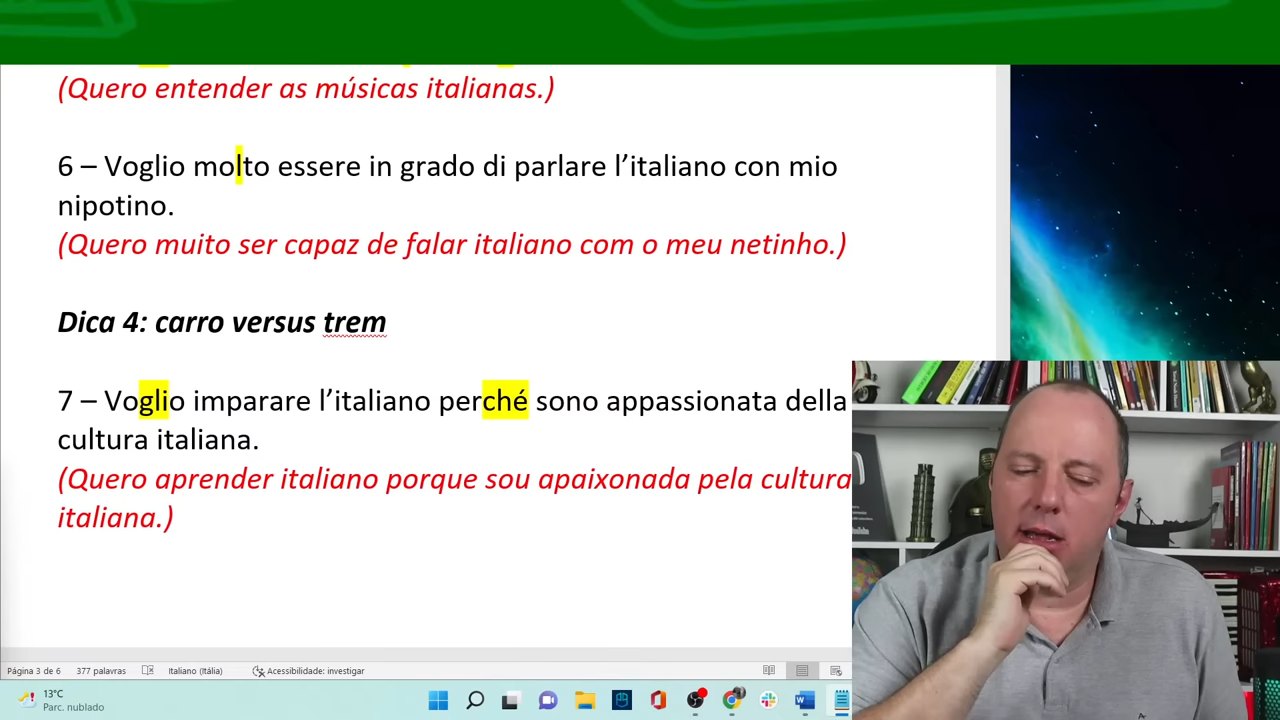 (Quero entender as músicas italianas.)
6 – Voglio molto essere in grado di parlare l’italiano con mio
nipotino.
(Quero muito ser capaz de falar italiano com o meu netinho.)
Dica 4: carro versus trem
7 – Voglio imparare l’italiano perché sono appassionata della
cultura italiana.
(Quero aprender italiano porque sou apaixonada pela cultura
italiana.)
Página 3 de 6 377 palavras Italiano (Itália) Acessibilidade: investigar
13°C
Parc. nublado